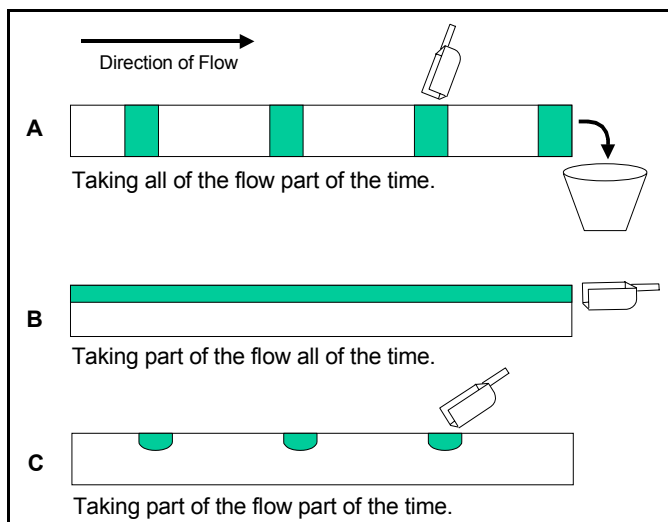 Direction of Flow
A
Taking all of the flow part of the time.
B
Taking part of the flow all of the time.
C
Taking part of the flow part of the time.